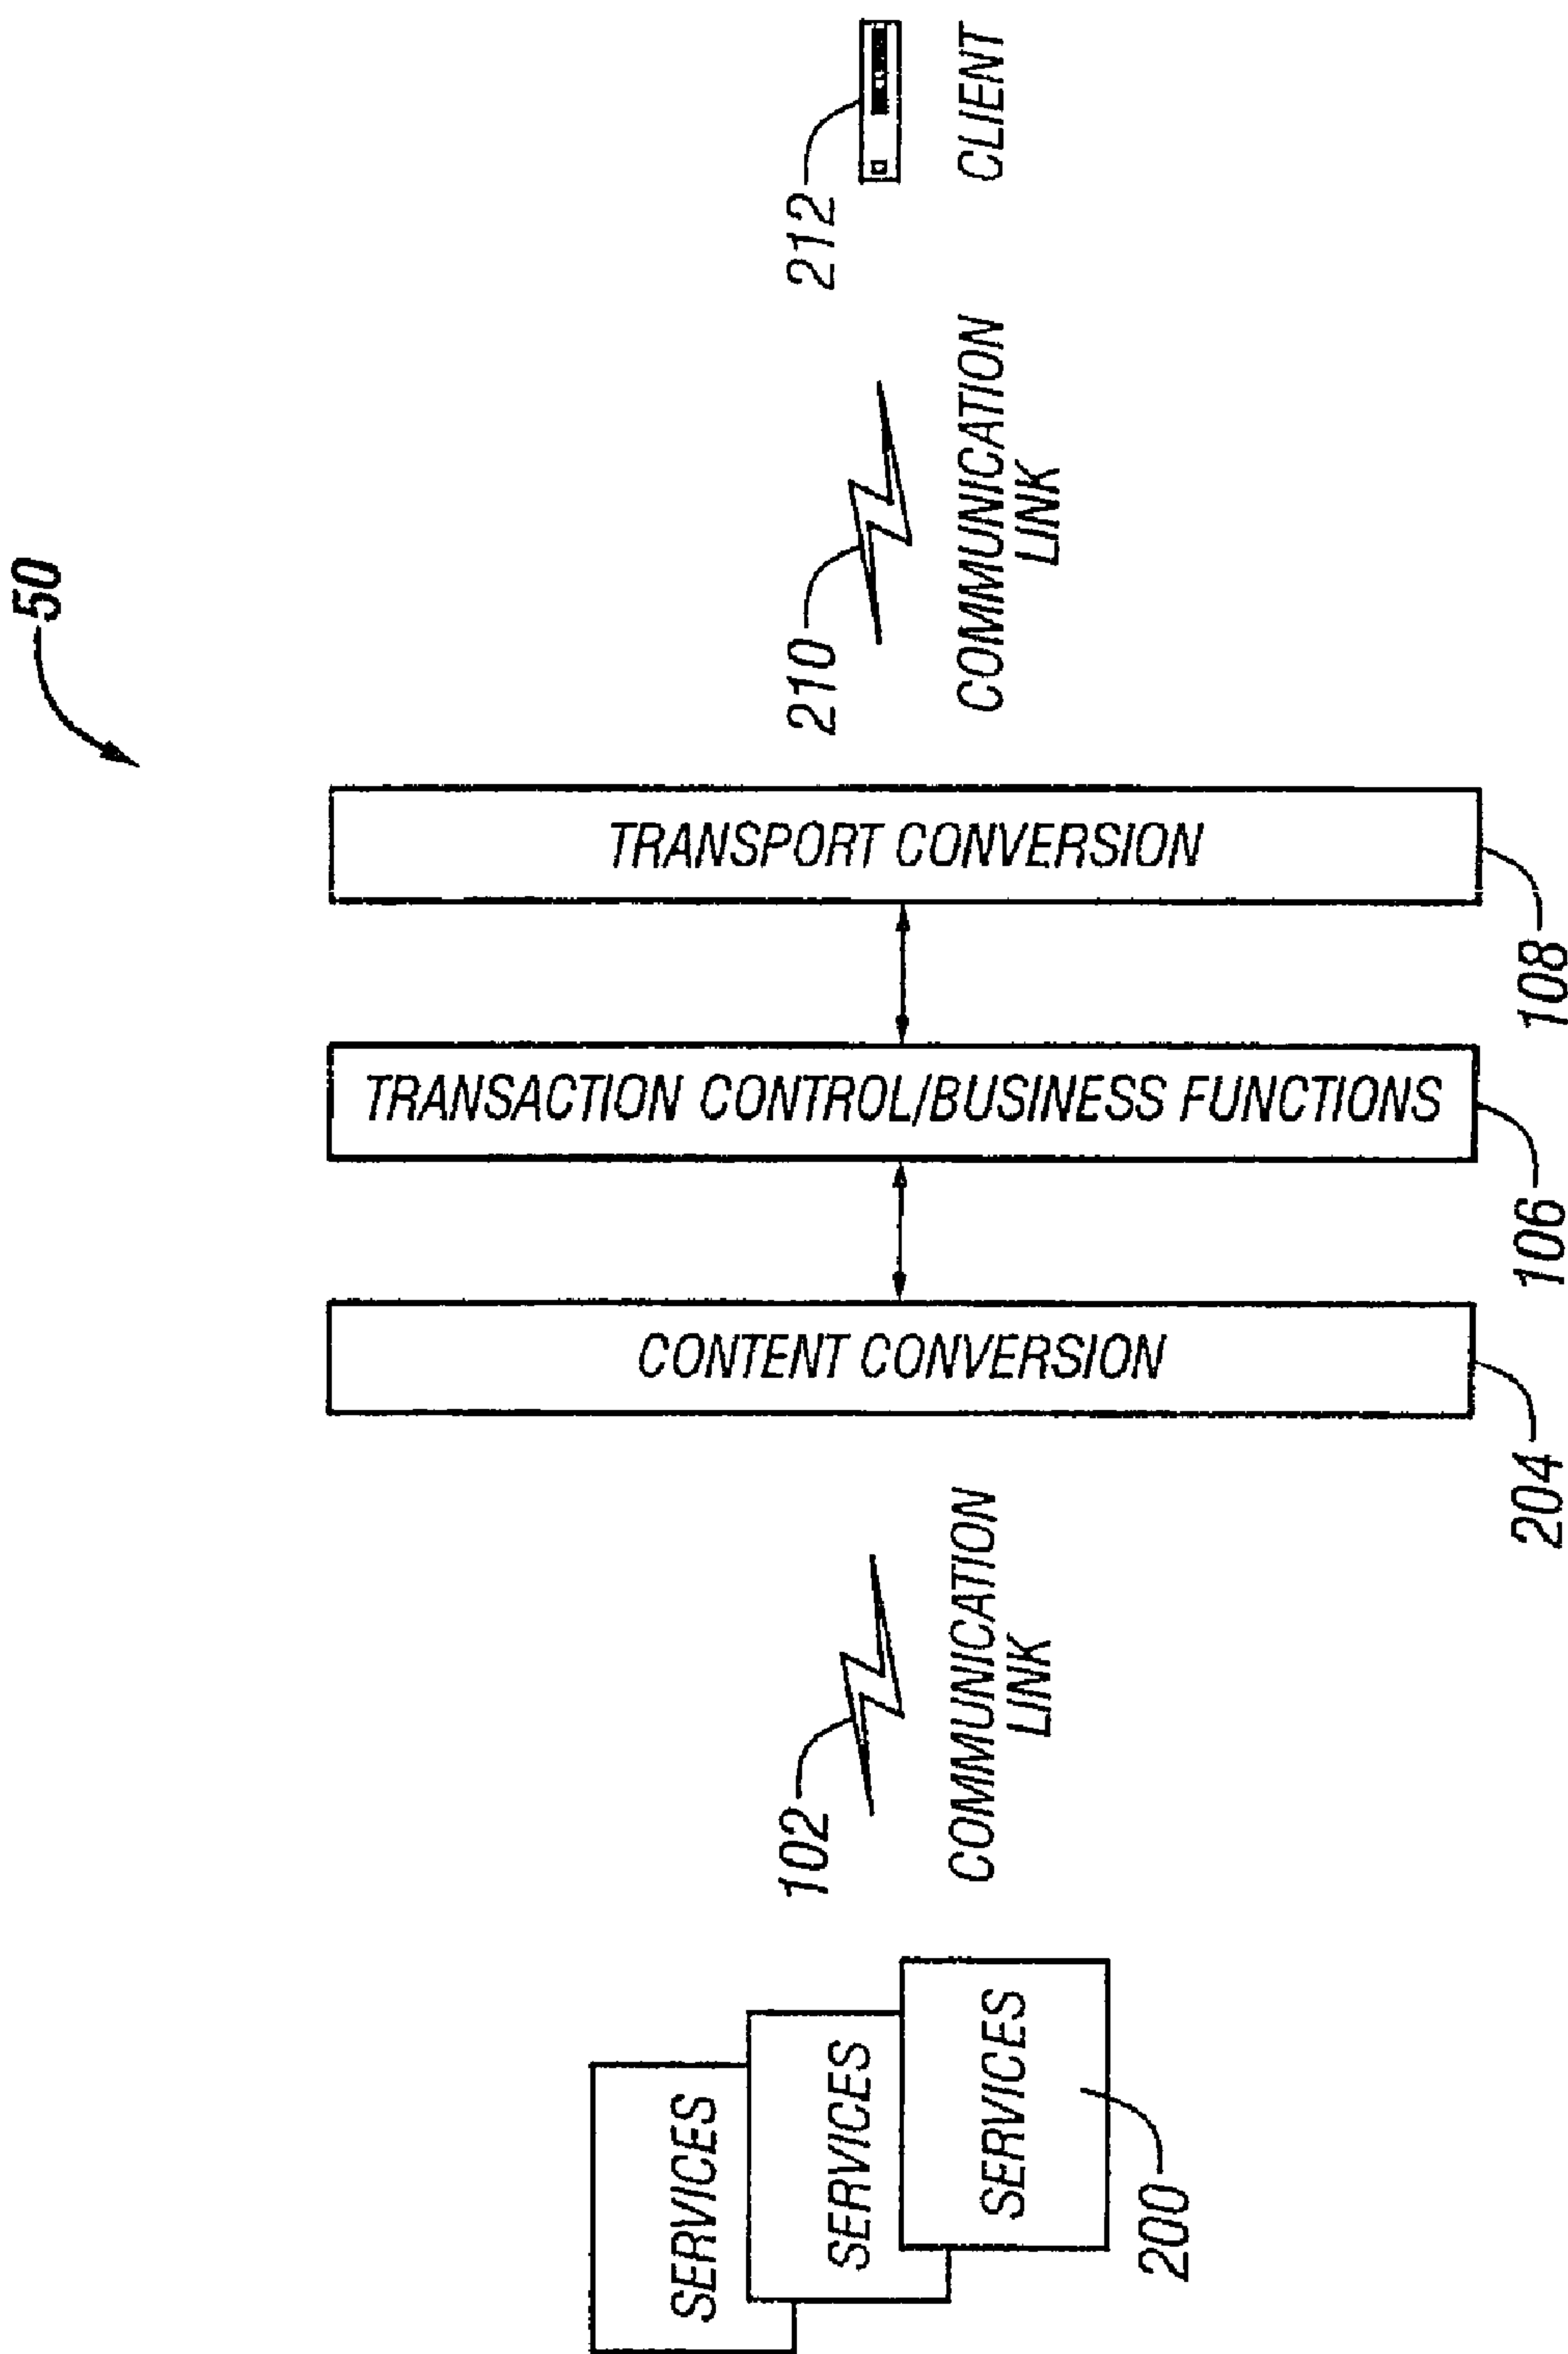 50
SERVICES
SERVICES
SERVICES
200
102
COMMUNICATION
LINK
CONTENT CONVERSION
204
TRANSACTION CONTROL/BUSINESS FUNCTIONS
106
TRANSPORT CONVERSION
108
210
COMMUNICATION
LINK
212
CLIENT